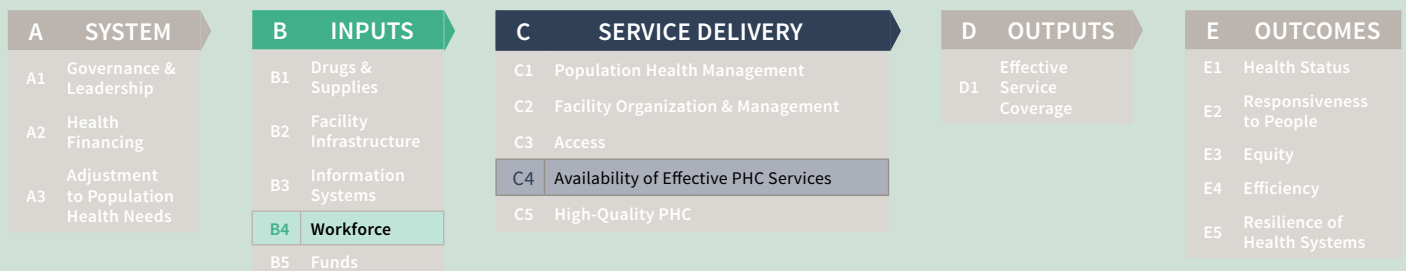 A SYSTEM
A1 Governance &
Leadership
A2 Health
Financing
A3 Adjustment
to Population
Health Needs
B INPUTS
B1 Drugs &
Supplies
B2 Facility
Infrastructure
B3 Information
Systems
B4 Workforce
B5 Funds
C SERVICE DELIVERY
C1 Population Health Management
C2 Facility Organization & Management
C3 Access
C4 Availability of Effective PHC Services
C5 High-Quality PHC
D OUTPUTS
D1 Effective
Service
Coverage
E OUTCOMES
E1 Health Status
E2 Responsiveness
to People
E3 Equity
E4 Efficiency
E5 Resilience of
Health Systems